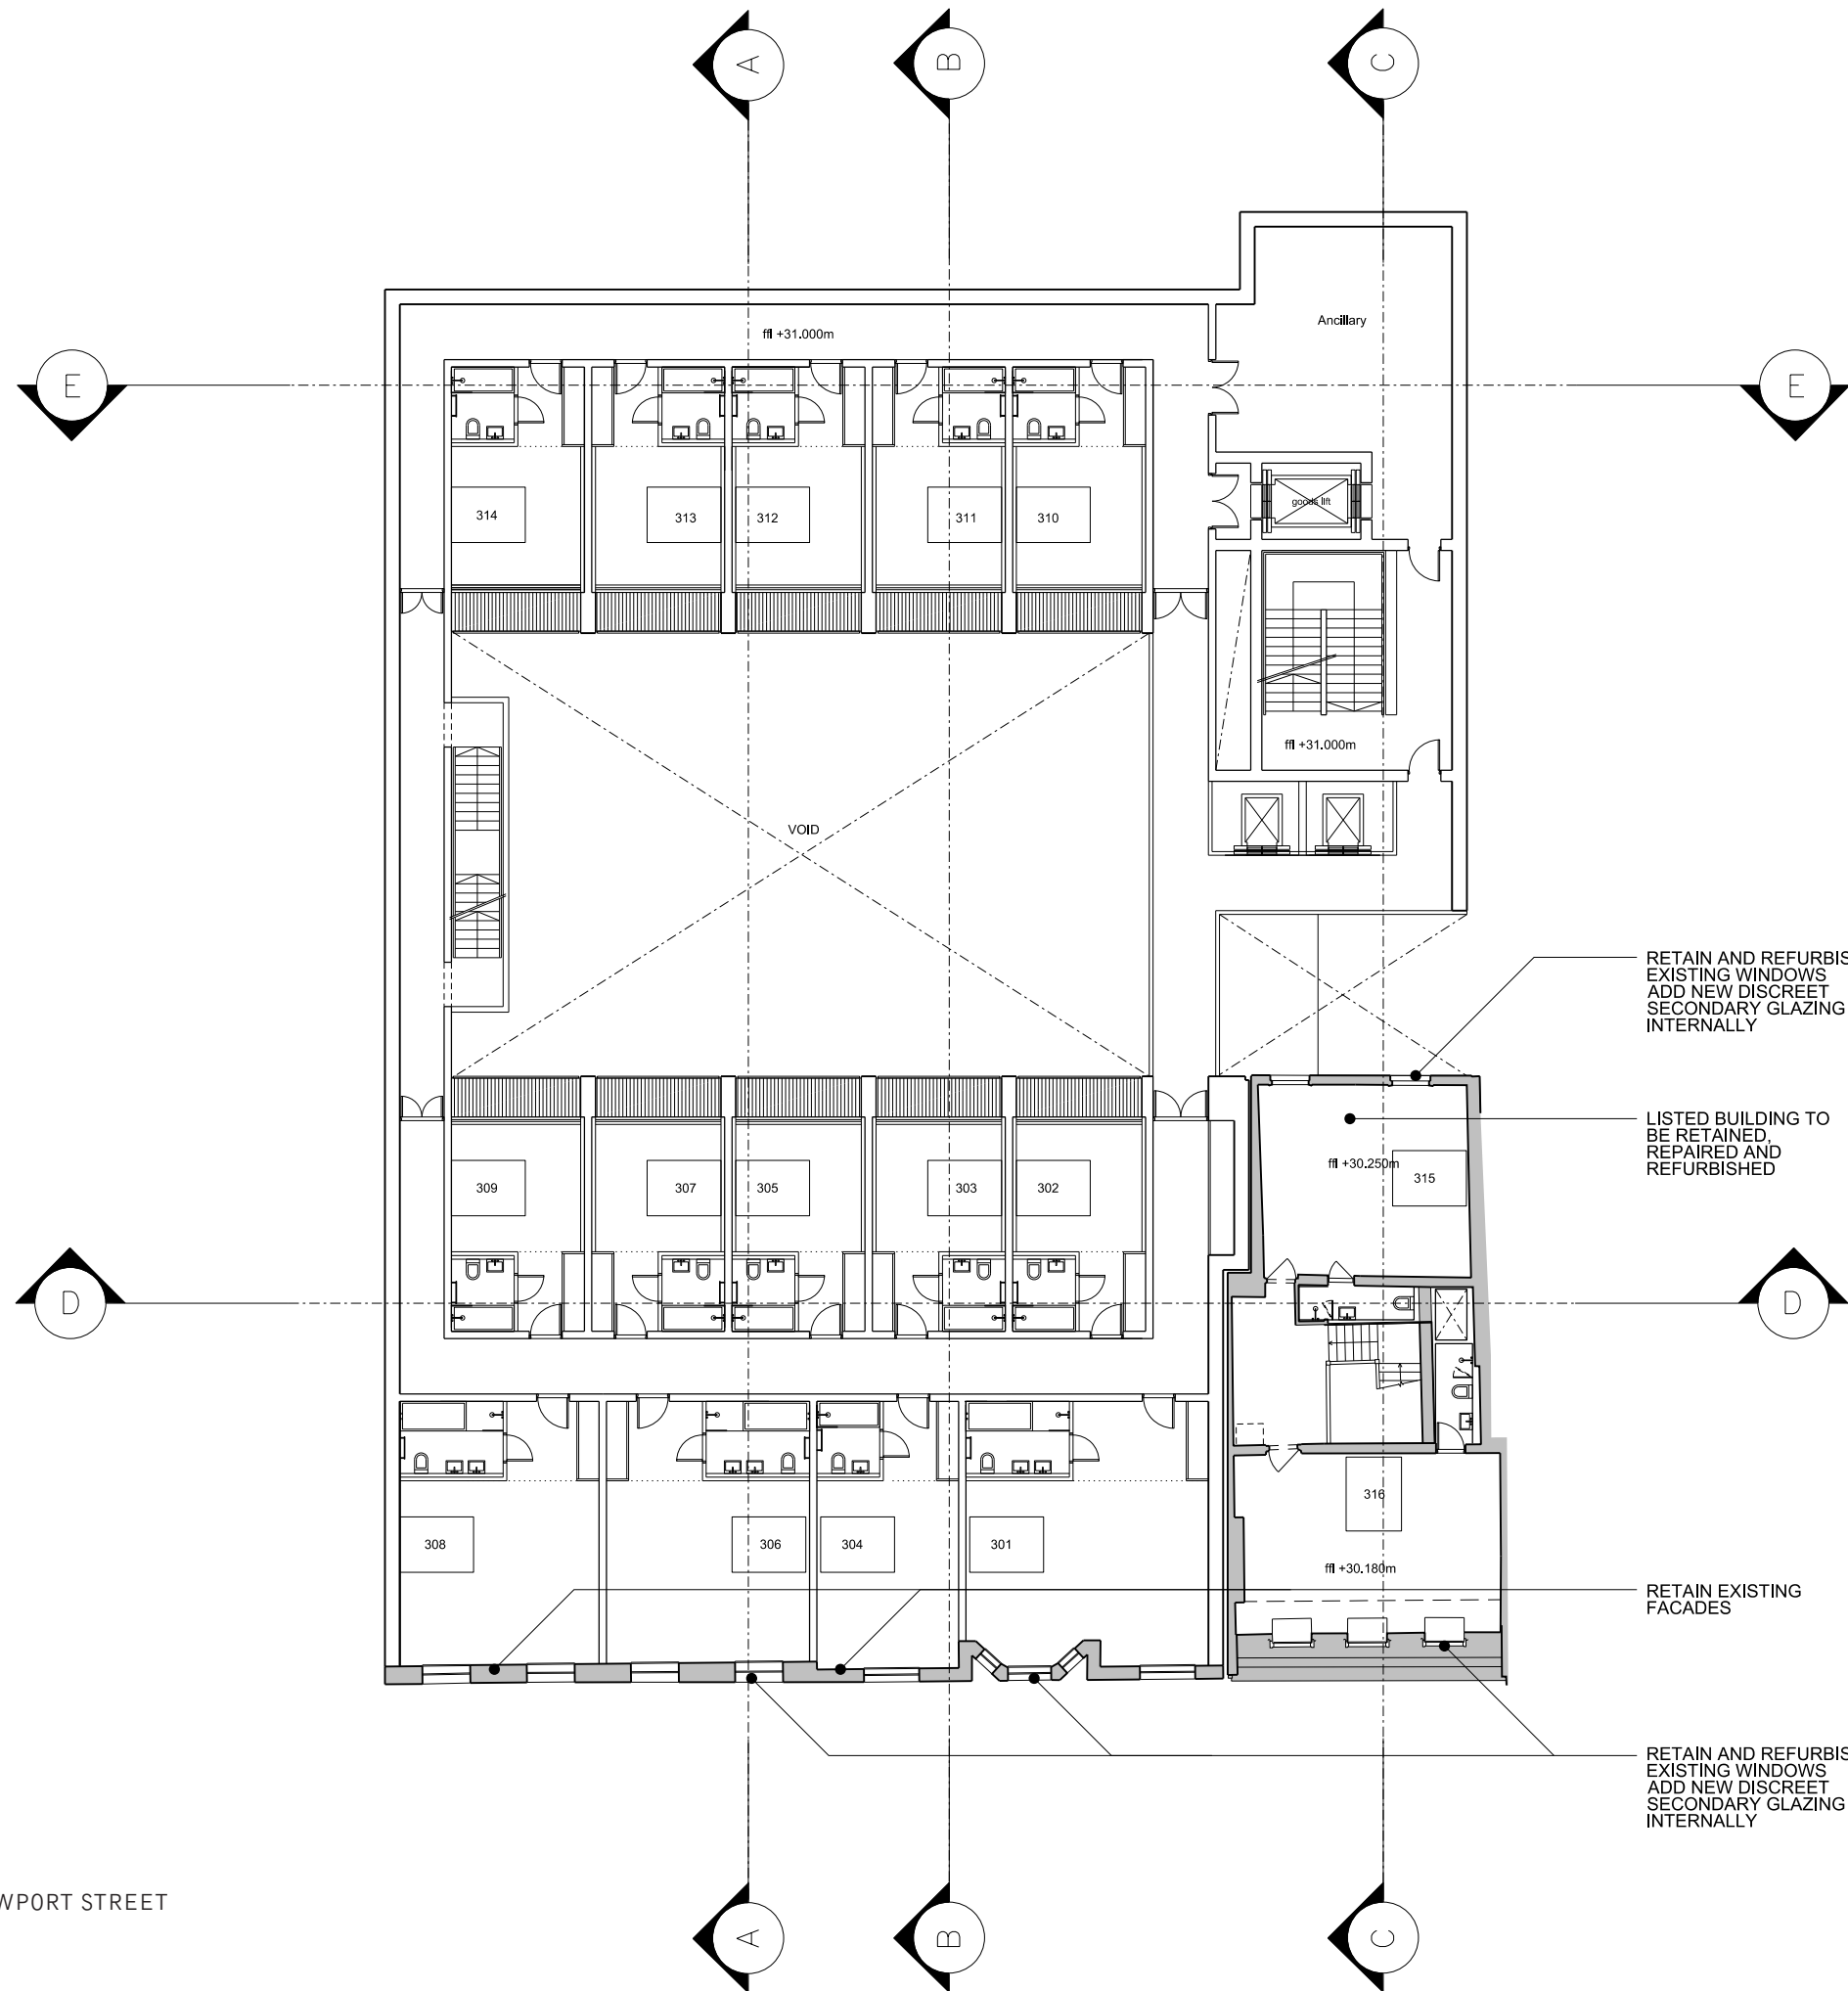 A
B
C
Ancillary
ffl +31.000m
E
E
goods lift
314
313
312
311
310
ffl +31.000m
VOID
RETAIN AND REFURBIS
EXISTING WINDOWS
ADD NEW DISCREET
SECONDARY GLAZING
INTERNALLY
LISTED BUILDING TO
BE RETAINED,
REPAIRED AND
REFURBISHED
ffl +30.250m
315
309
307
305
303
302
D
D
316
308
306
304
301
ffl +30.180m
RETAIN EXISTING
FACADES
RETAIN AND REFURBIS
EXISTING WINDOWS
ADD NEW DISCREET
SECONDARY GLAZING
INTERNALLY
WPORT STREET
A
B
C